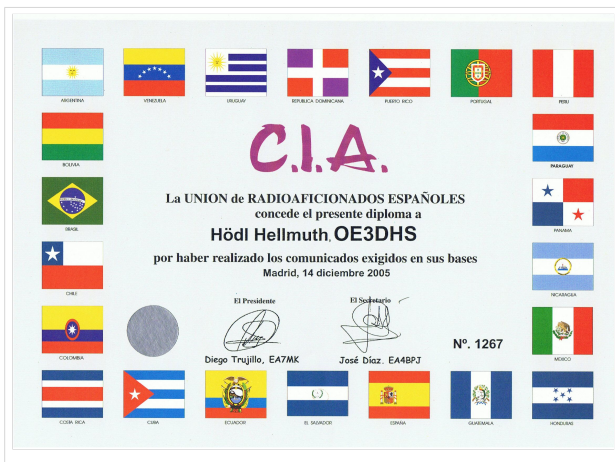 ARGENTINA
VENEZUELA
URUGUAY
REPUBLICA DOMINICANA
PUERTO RICO
PORTUGAL
PERU
BOLIVIA
C.I.A.
PARAGUAY
BRASIL
La UNION de RADIOAFICIONADOS ESPAÑOLES
concede el presente diploma a
PANAMA
Hödl Hellmuth, OE3DHS
por haber realizado los comunicados exigidos en sus bases
Madrid, 14 diciembre 2005
CHILE
NICARAGUA
El Presidente
El Secretario
Nº. 1267
COLOMBIA
Diego Trujillo, EA7MK
José Díaz. EA4BPJ
MEXICO
COSTA RICA
CUBA
ECUADOR
EL SALVADOR
ESPAÑA
GUATEMALA
HONDURAS